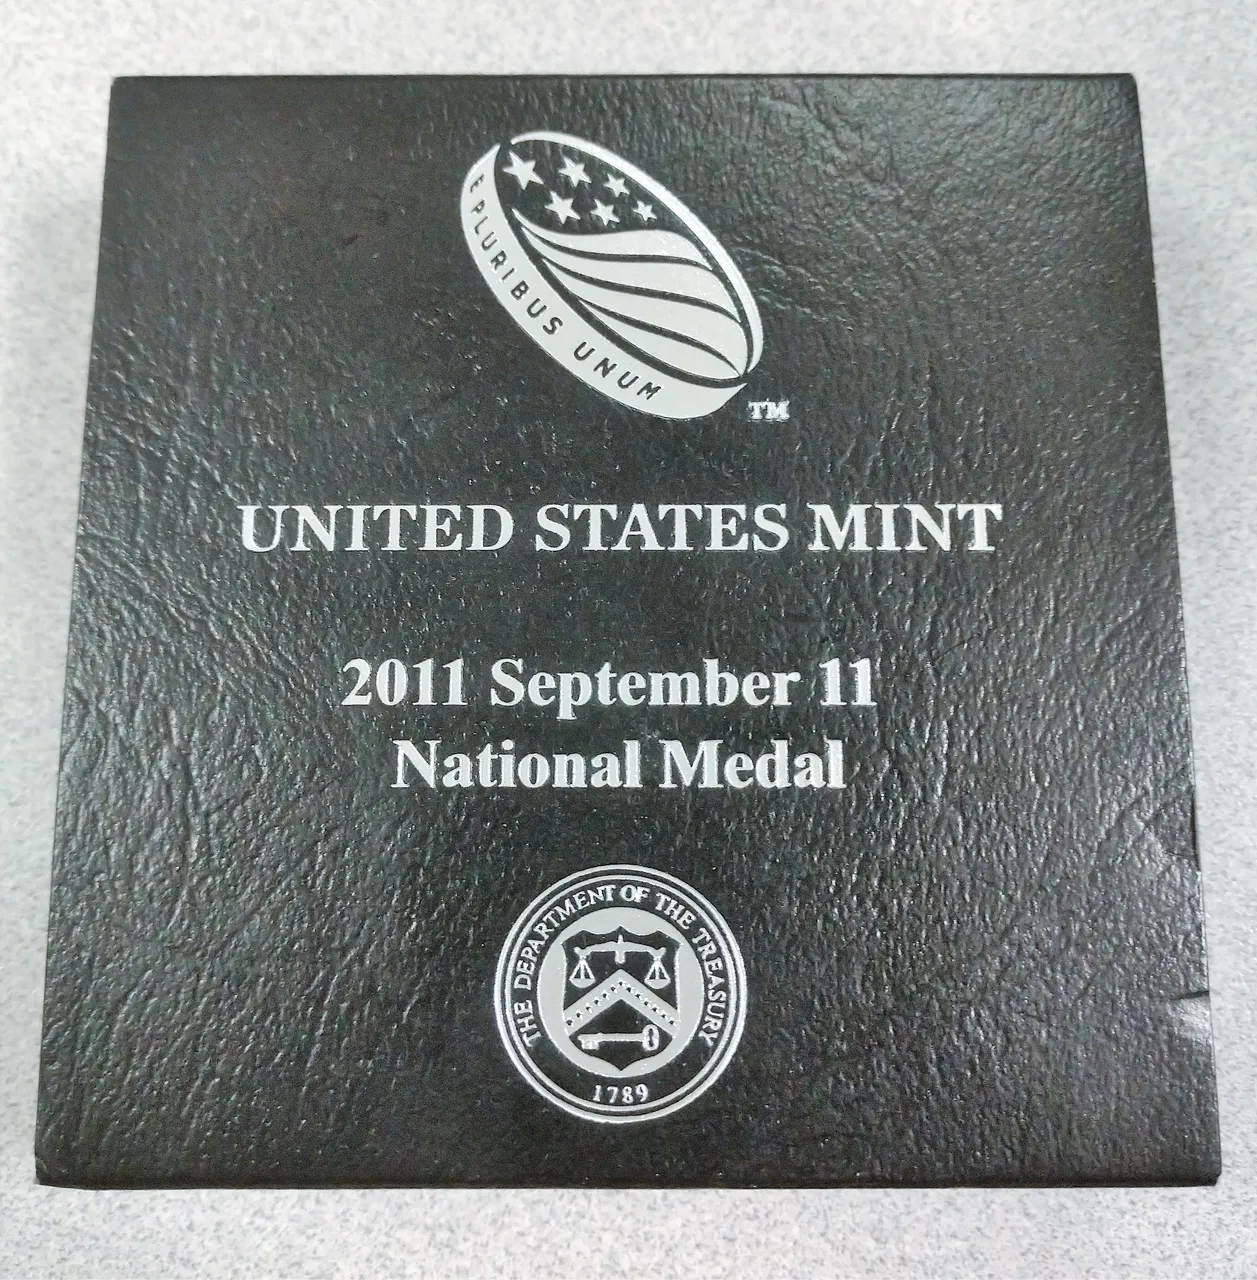 E PLURIBUS UNUM
TM
UNITED STATES MINT
2011 September 11
National Medal
THE DEPARTMENT OF THE TREASURY
1789